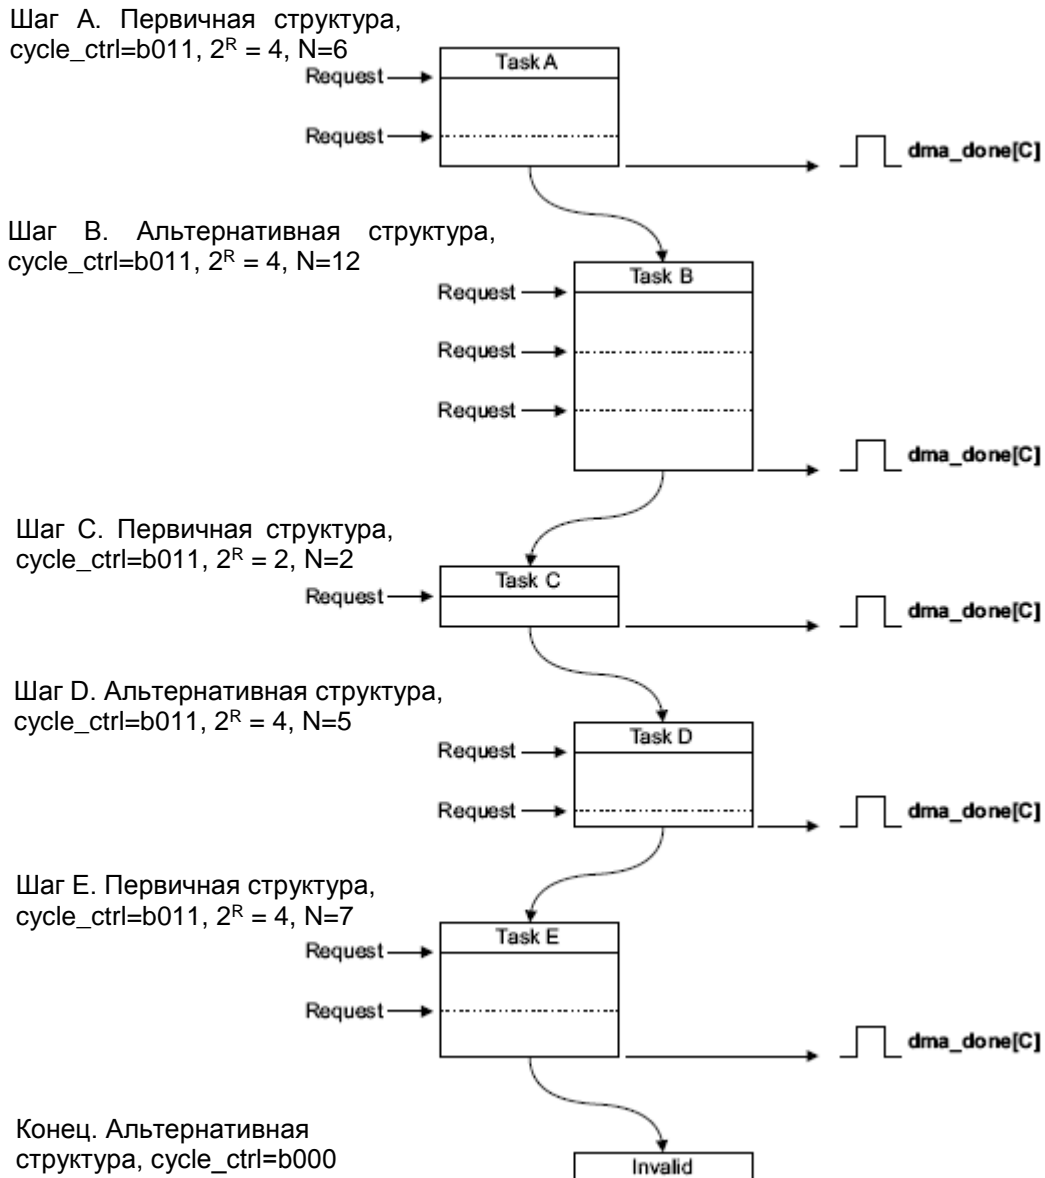 Шаг А. Первичная структура,
cycle_ctrl=b011, 2ᴿ = 4, N=6
Task A
Request
Request
dma_done[C]
Шаг В. Альтернативная структура,
cycle_ctrl=b011, 2ᴿ = 4, N=12
Task B
Request
Request
Request
dma_done[C]
Шаг С. Первичная структура,
cycle_ctrl=b011, 2ᴿ = 2, N=2
Task C
Request
dma_done[C]
Шаг D. Альтернативная структура,
cycle_ctrl=b011, 2ᴿ = 4, N=5
Task D
Request
Request
dma_done[C]
Шаг Е. Первичная структура,
cycle_ctrl=b011, 2ᴿ = 4, N=7
Task E
Request
Request
dma_done[C]
Конец. Альтернативная
структура, cycle_ctrl=b000
Invalid